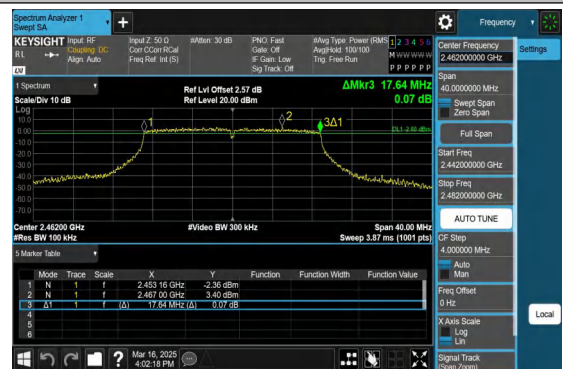 Spectrum Analyzer 1
Swept SA
+
Frequency
KEYSIGHT
Input: RF
Input Z: 50 Ω
#Atten: 30 dB
PNO: Fast
#Avg Type: Power (RMS
1 2 3 4 5 6
RL
Coupling: DC
Corr CCorr RCal
Gate: Off
Avg|Hold: 100/100
M W W W W W
Align: Auto
Freq Ref: Int (S)
IF Gain: Low
Trig: Free Run
P P P P P P
Sig Track: Off
Center Frequency
2.462000000 GHz
Settings
Span
40.0000000 MHz
Swept Span
Zero Span
Full Span
Start Freq
2.442000000 GHz
Stop Freq
2.482000000 GHz
AUTO TUNE
CF Step
4.000000 MHz
Auto
Man
Freq Offset
0 Hz
X Axis Scale
Log
Lin
Signal Track
(Span Zoom)
Local
1 Spectrum
Scale/Div 10 dB
Ref Lvl Offset 2.57 dB
Ref Level 20.00 dBm
ΔMkr3 17.64 MHz
0.07 dB
Log
10.0
0.00
-10.0
-20.0
-30.0
-40.0
-50.0
-60.0
-70.0
1
2
3Δ1
DL1 -2.60 dBm
Center 2.46200 GHz
#Video BW 300 kHz
Span 40.00 MHz
#Res BW 100 kHz
Sweep 3.87 ms (1001 pts)
5 Marker Table
Mode Trace Scale X Y Function Function Width Function Value
1 N 1 f 2.453 16 GHz -2.36 dBm
2 N 1 f 2.467 00 GHz 3.40 dBm
3 Δ1 1 f (Δ) 17.64 MHz (Δ) 0.07 dB
4
5
6
?
Mar 16, 2025
4:02:18 PM